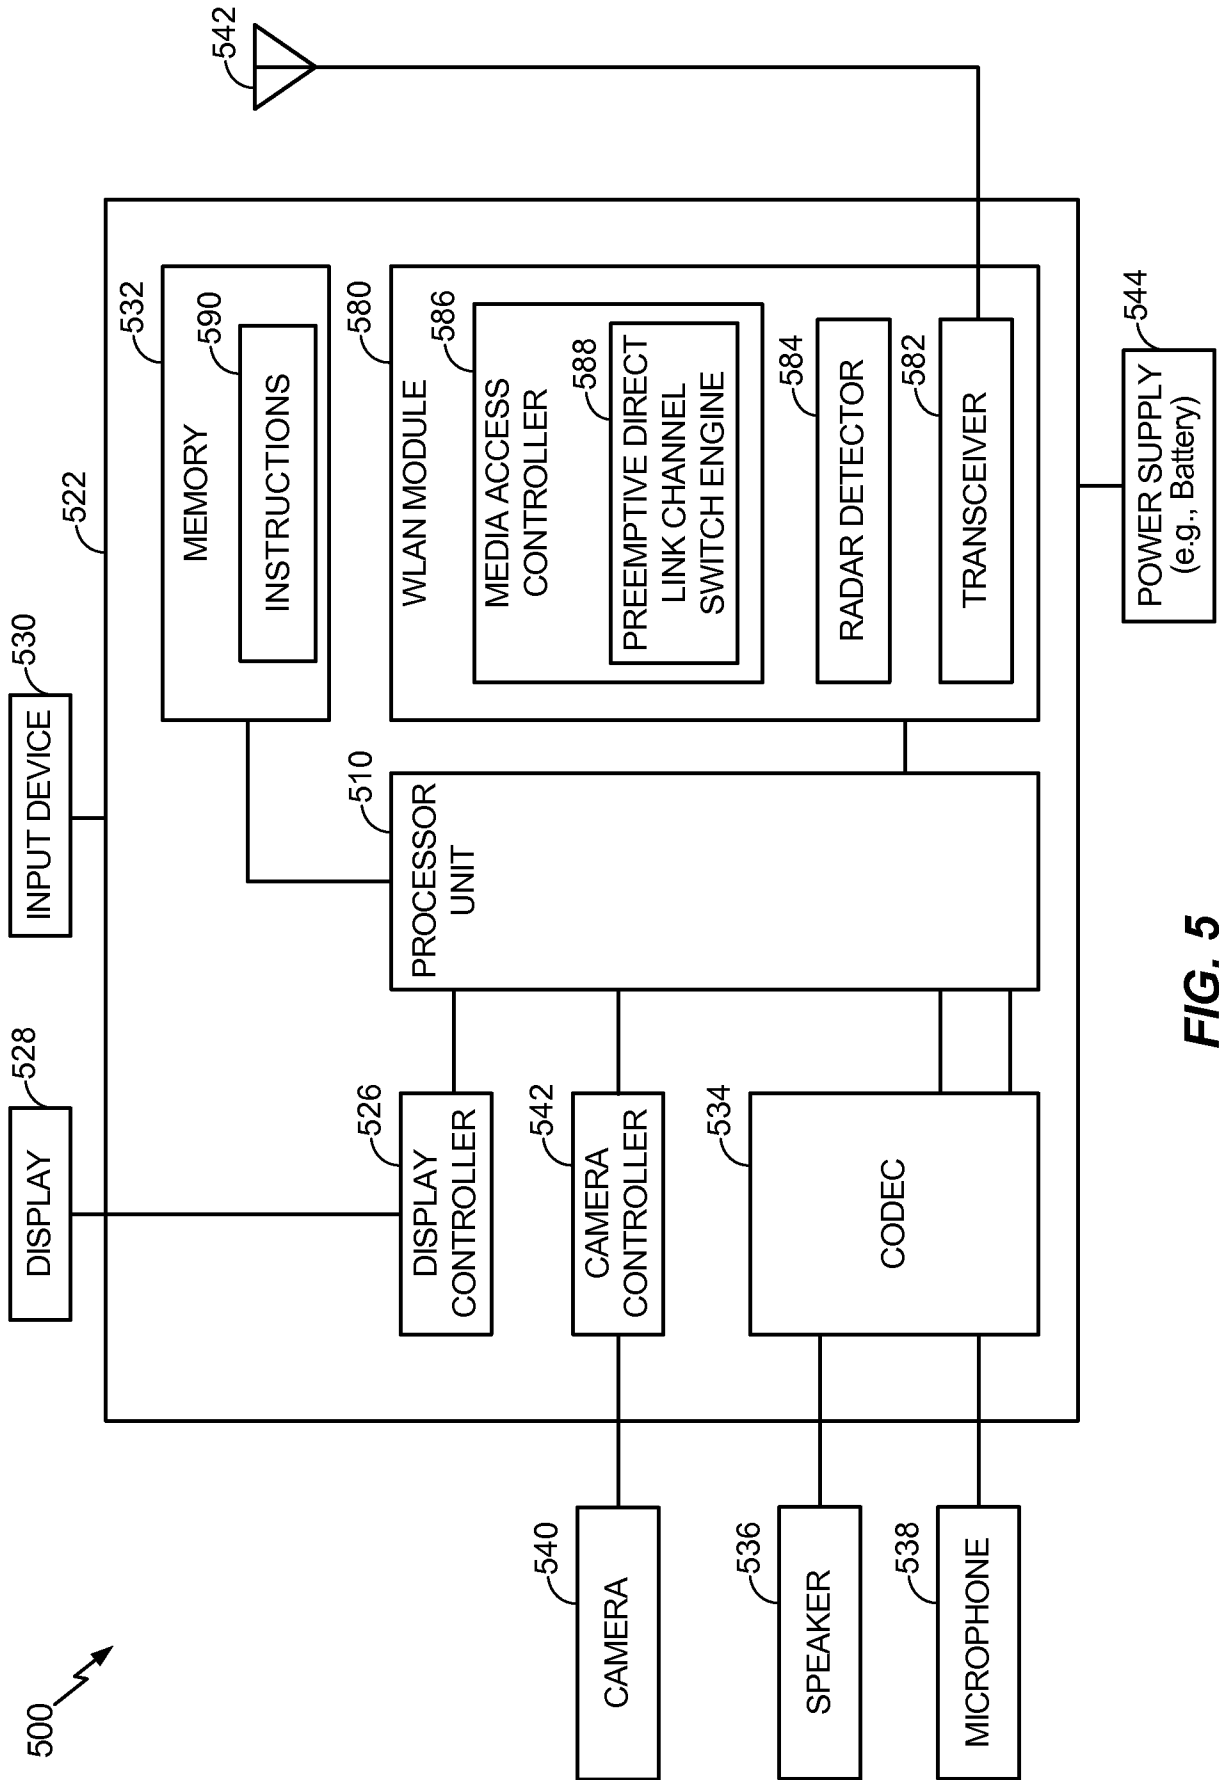 500
DISPLAY
528
INPUT DEVICE
530
522
542
MEMORY
532
INSTRUCTIONS
590
DISPLAY
CONTROLLER
526
PROCESSOR
UNIT
510
WLAN MODULE
580
MEDIA ACCESS
CONTROLLER
586
PREEMPTIVE DIRECT
LINK CHANNEL
SWITCH ENGINE
588
CAMERA
540
CAMERA
CONTROLLER
542
RADAR DETECTOR
584
SPEAKER
536
CODEC
534
TRANSCEIVER
582
MICROPHONE
538
POWER SUPPLY
(e.g., Battery)
544
FIG. 5